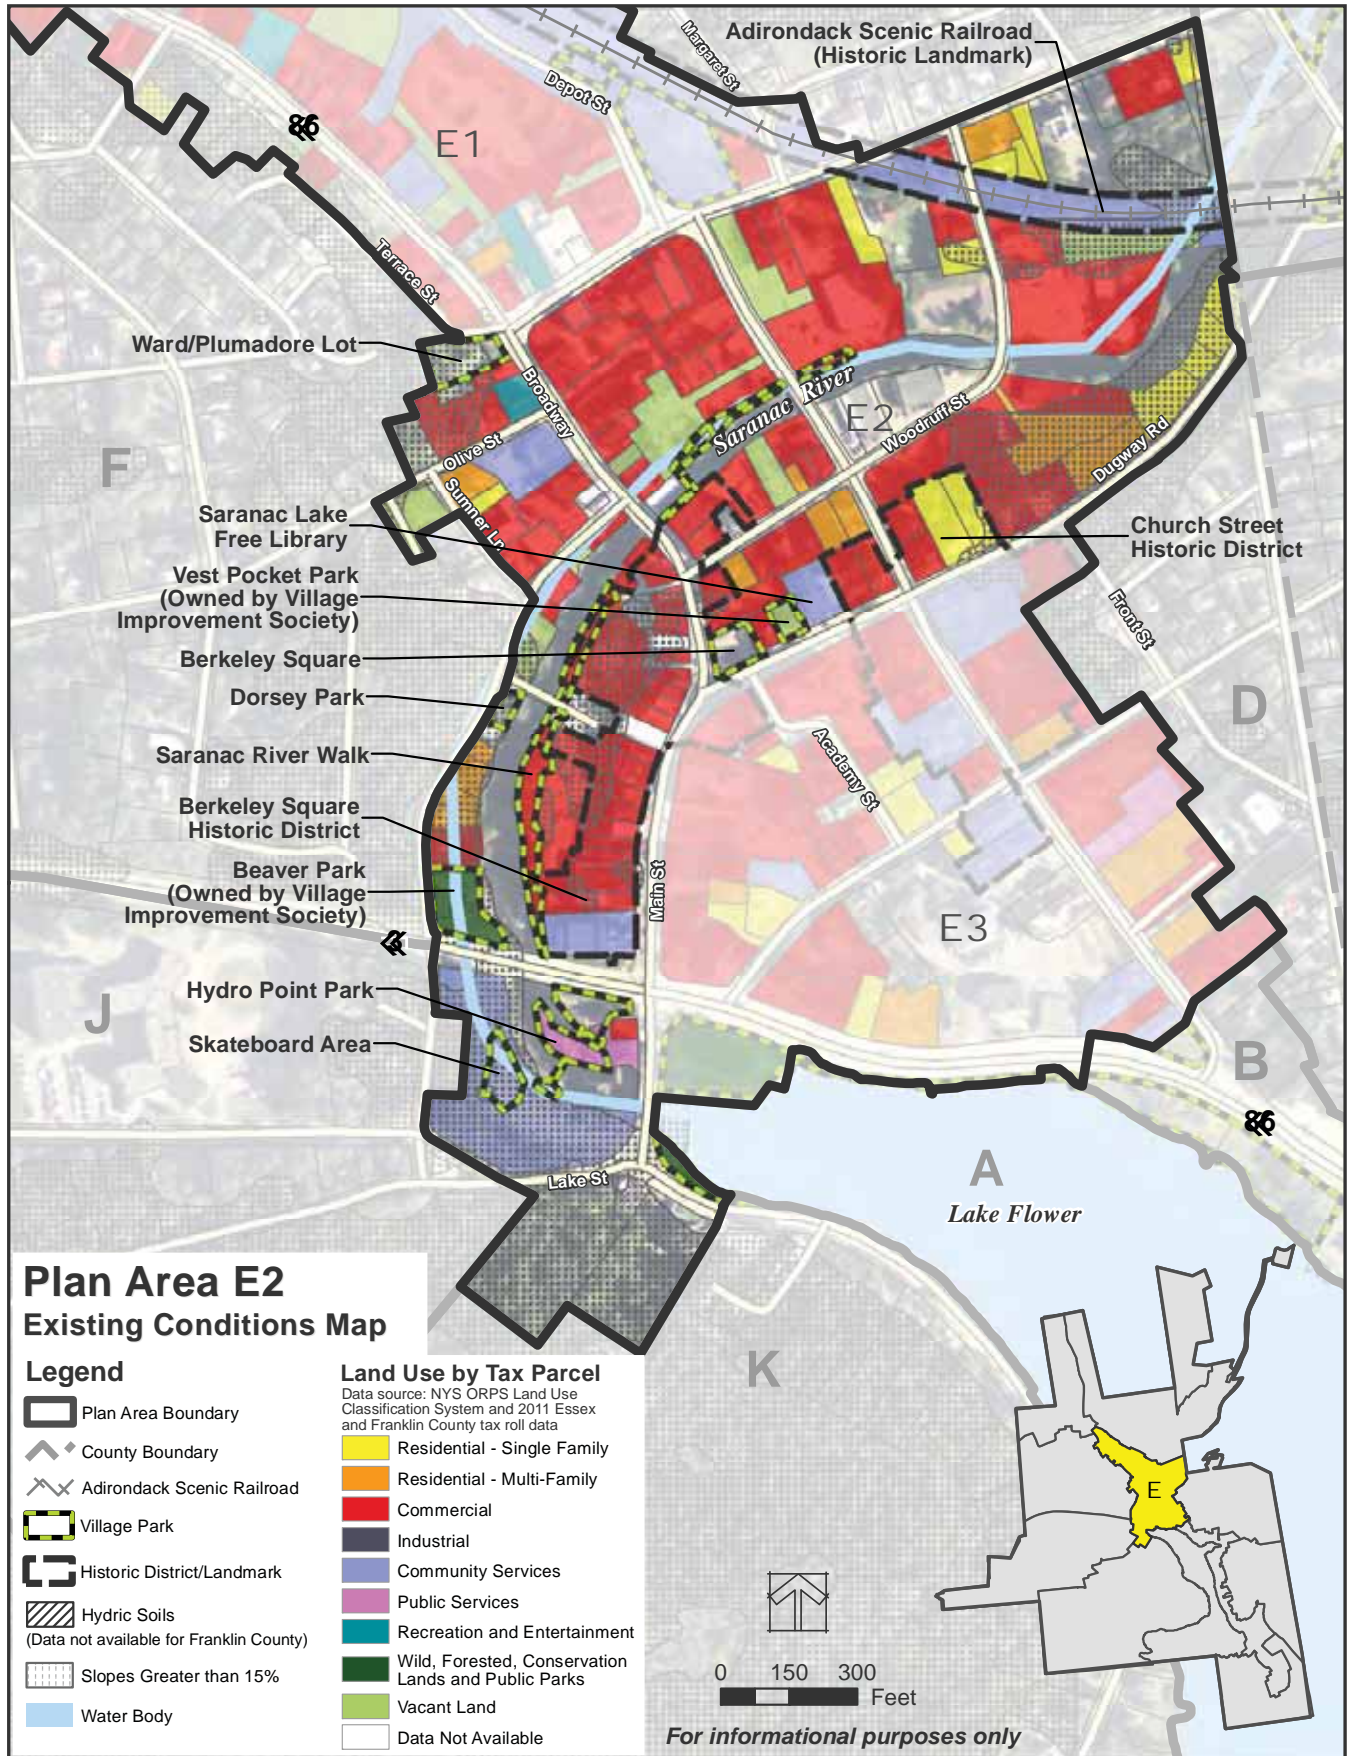 Adirondack Scenic Railroad
(Historic Landmark)
Margaret St
Depot St
86
E1
Terrace St
Ward/Plumadore Lot
Broadway
Saranac River
E2
Woodruff St
Dugway Rd
Olive St
Sumner Ln
F
Saranac Lake
Free Library
Church Street
Historic District
Vest Pocket Park
(Owned by Village
Improvement Society)
Front St
Berkeley Square
Dorsey Park
D
Saranac River Walk
Academy St
Berkeley Square
Historic District
Beaver Park
(Owned by Village
Improvement Society)
Main St
E3
3
Hydro Point Park
J
Skateboard Area
B
86
Lake St
A
Lake Flower
K
E
Plan Area E2
Existing Conditions Map
Legend
Plan Area Boundary
County Boundary
Adirondack Scenic Railroad
Village Park
Historic District/Landmark
Hydric Soils
(Data not available for Franklin County)
Slopes Greater than 15%
Water Body
Land Use by Tax Parcel
Data source: NYS ORPS Land Use
Classification System and 2011 Essex
and Franklin County tax roll data
Residential - Single Family
Residential - Multi-Family
Commercial
Industrial
Community Services
Public Services
Recreation and Entertainment
Wild, Forested, Conservation
Lands and Public Parks
Vacant Land
Data Not Available
0 150 300
Feet
For informational purposes only